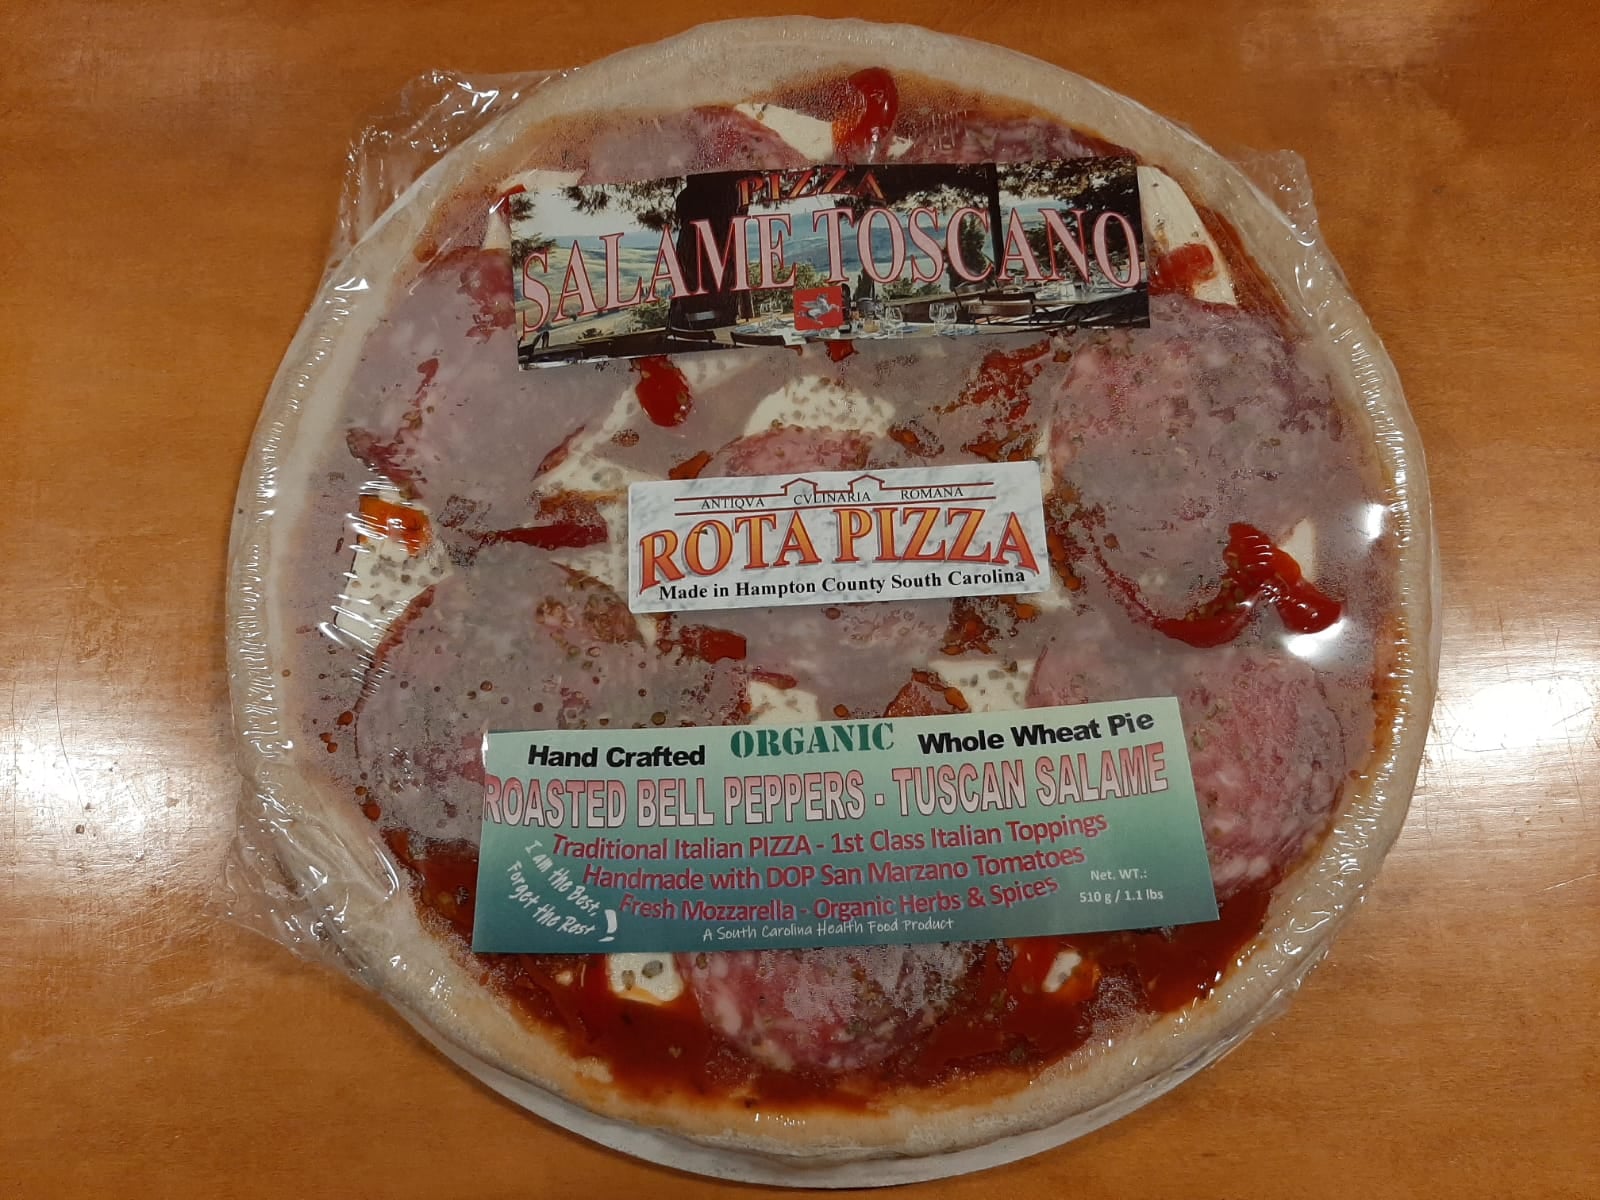 PIZZA
SALAME TOSCANO
ANTIQVA CVLINARIA ROMANA
ROTA PIZZA
Made in Hampton County South Carolina
Hand Crafted ORGANIC Whole Wheat Pie
ROASTED BELL PEPPERS - TUSCAN SALAME
Traditional Italian PIZZA - 1st Class Italian Toppings
Handmade with DOP San Marzano Tomatoes
Fresh Mozzarella - Organic Herbs & Spices
I am the Best,
Forget the Rest!
Net. WT.:
510 g / 1.1 lbs
A South Carolina Health Food Product